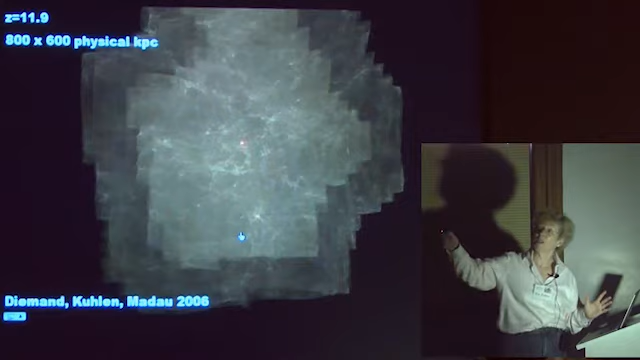 z=11.9
800 x 600 physical kpc
Diemand, Kuhlen, Madau 2006